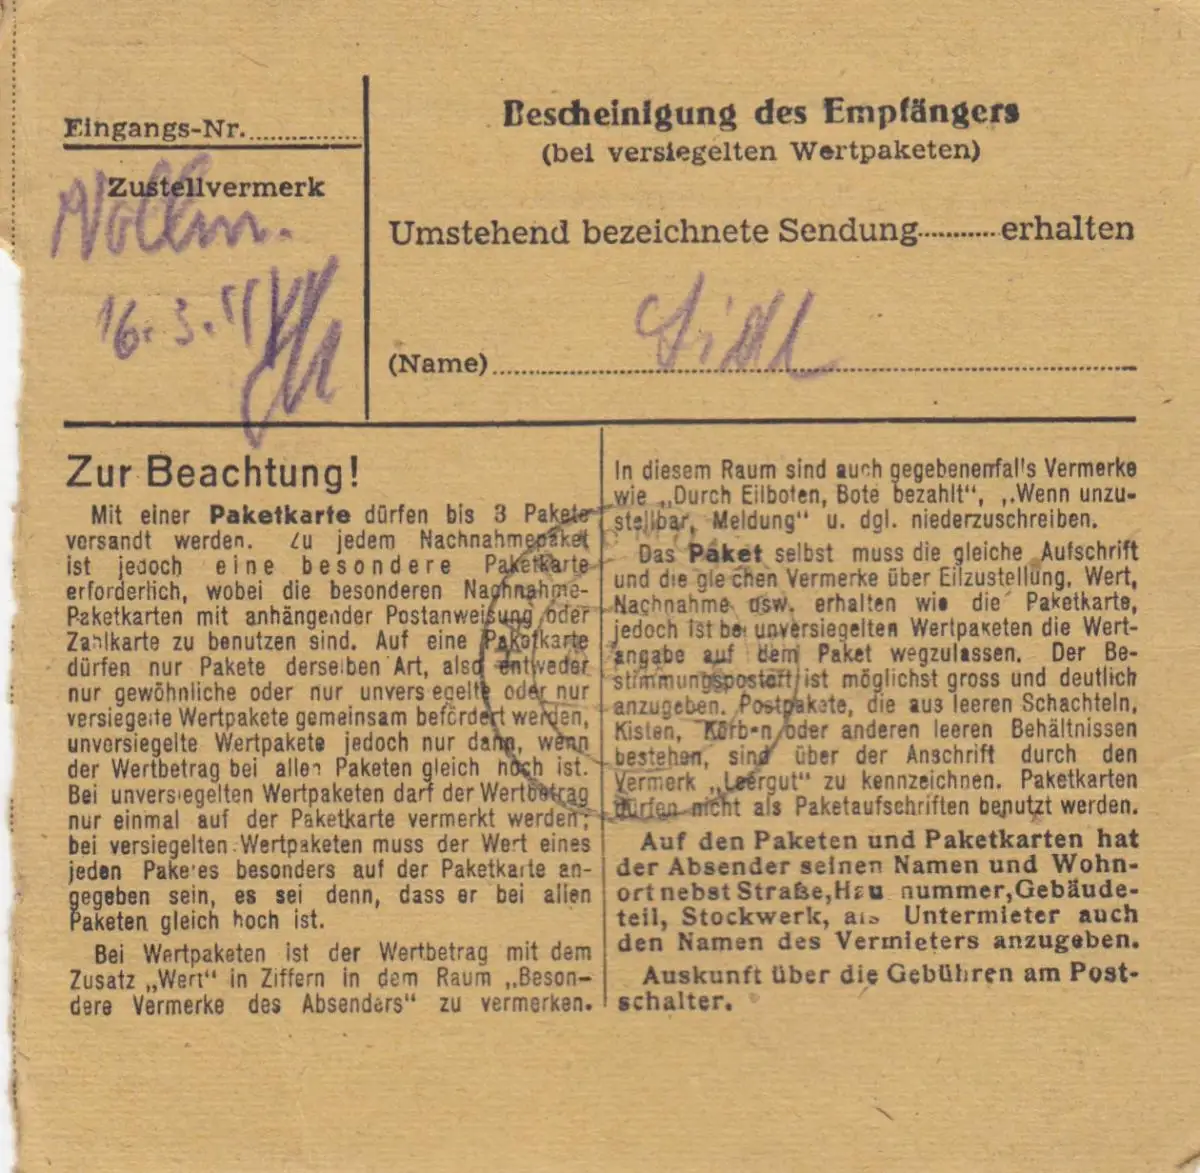 Eingangs-Nr.
Zustellvermerk
Vollm.
16. 3.
Bescheinigung des Empfängers
(bei versiegelten Wertpaketen)
Umstehend bezeichnete Sendung........... erhalten
(Name)
Zur Beachtung!
Mit einer Paketkarte dürfen bis 3 Pakete
versandt werden. Zu jedem Nachnahmepaket
ist jedoch eine besondere Paketkarte
erforderlich, wobei die besonderen Nachnahme-
Paketkarten mit anhängender Postanweisung oder
Zahlkarte zu benutzen sind. Auf eine Paketkarte
dürfen nur Pakete derselben Art, also entweder
nur gewöhnliche oder nur unversiegelte oder nur
versiegelte Wertpakete gemeinsam befördert werden,
unversiegelte Wertpakete jedoch nur dann, wenn
der Wertbetrag bei allen Paketen gleich hoch ist.
Bei unversiegelten Wertpaketen darf der Wertbetrag
nur einmal auf der Paketkarte vermerkt werden;
bei versiegelten Wertpaketen muss der Wert eines
jeden Paketes besonders auf der Paketkarte an-
gegeben sein, es sei denn, dass er bei allen
Paketen gleich hoch ist.
Bei Wertpaketen ist der Wertbetrag mit dem
Zusatz „Wert“ in Ziffern in dem Raum „Beson-
dere Vermerke des Absenders“ zu vermerken.
In diesem Raum sind auch gegebenenfalls Vermerke
wie „Durch Eilboten, Bote bezahlt“, „Wenn unzu-
stellbar, Meldung“ u. dgl. niederzuschreiben.
Das Paket selbst muss die gleiche Aufschrift
und die gleichen Vermerke über Eilzustellung, Wert,
Nachnahme usw. erhalten wie die Paketkarte,
jedoch ist bei unversiegelten Wertpaketen die Wert-
angabe auf dem Paket wegzulassen. Der Be-
stimmungspostort ist möglichst gross und deutlich
anzugeben. Postpakete, die aus leeren Schachteln,
Kisten, Körben oder anderen leeren Behältnissen
bestehen, sind über der Anschrift durch den
Vermerk „Leergut“ zu kennzeichnen. Paketkarten
dürfen nicht als Paketaufschriften benutzt werden.
Auf den Paketen und Paketkarten hat
der Absender seinen Namen und Wohn-
ort nebst Straße, Hausnummer, Gebäude-
teil, Stockwerk, als Untermieter auch
den Namen des Vermieters anzugeben.
Auskunft über die Gebühren am Post-
schalter.